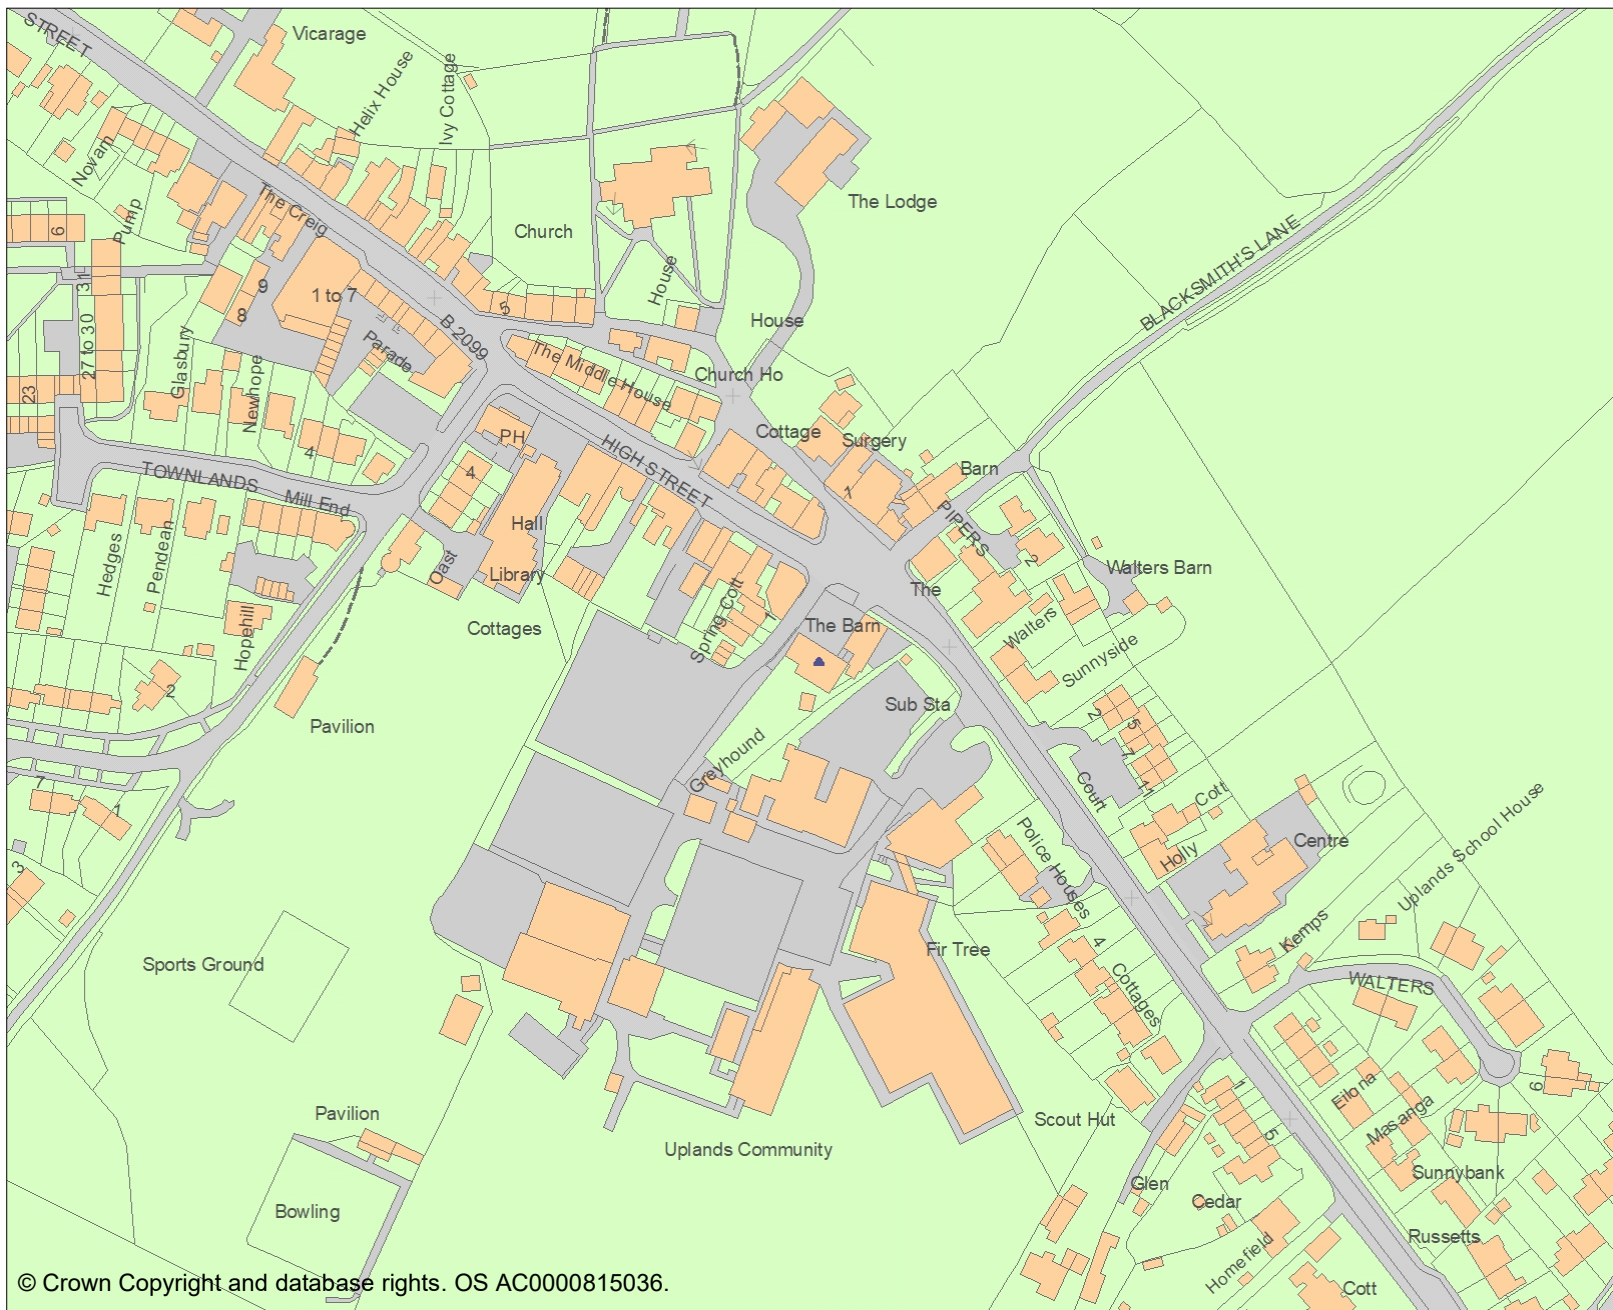 STREET
Vicarage
Helix House
Ivy Cottage
Novam
Pump
The Creig
The Lodge
Church
House
BLACKSMITH'S LANE
6
31
9
8
1 to 7
5
B 2099
House
27 to 30
Glasbury
Parade
The Middle House
Church Ho
23
Newhope
4
PH
HIGH STREET
Cottage
Surgery
Barn
TOWNLANDS
Mill End
4
1
PIPERS
Hall
Hedges
Pendean
Oast
Library
2
Walters Barn
The
Cottages
Spring Cott
1
The Barn
Walters
Sunnyside
Hopehill
2
Pavilion
Sub Sta
2
5
7
11
Greyhound
Court
Cott
7
1
Police Houses
Holly
Centre
Uplands School House
3
Kemps
Fir Tree
4
Sports Ground
Cottages
WALTERS
Pavilion
Scout Hut
1
5
Eilona
Masanga
6
Uplands Community
Sunnybank
Bowling
Glen
Cedar
Russetts
Homefield
Cott
© Crown Copyright and database rights. OS AC0000815036.